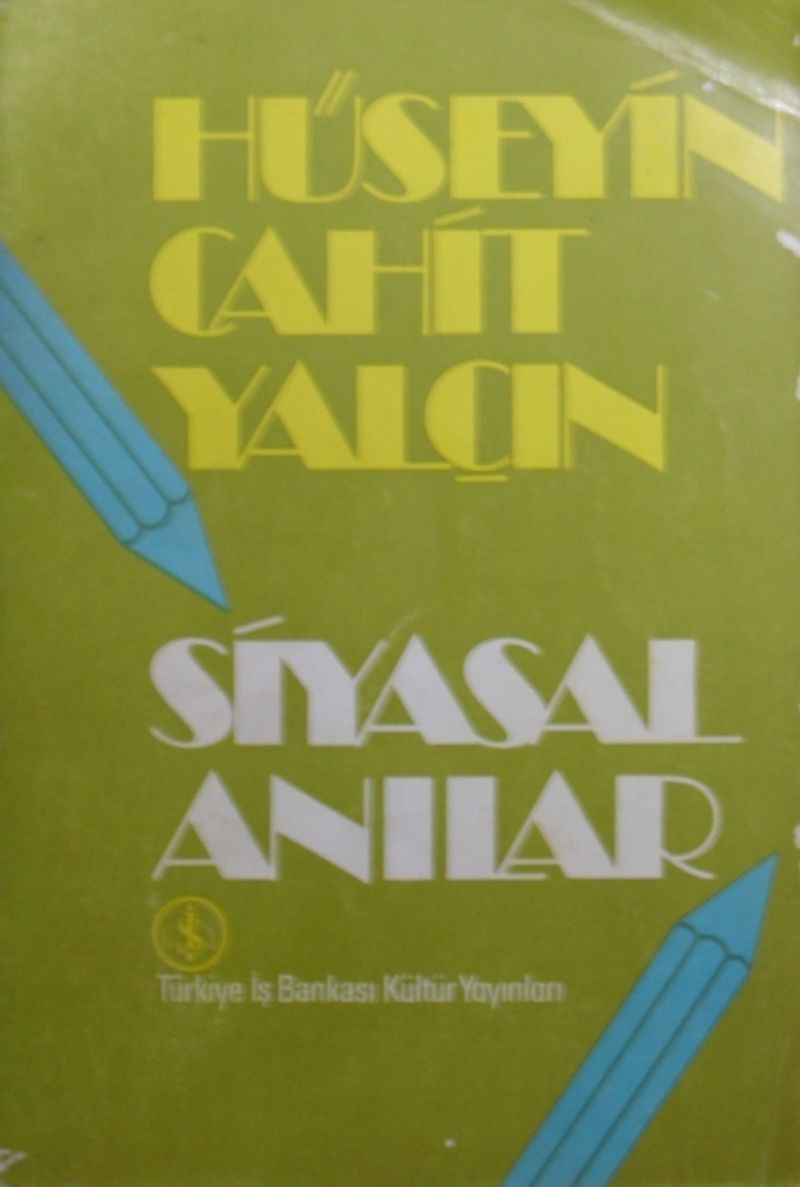 HÜSEYİN
CAHİT
YALÇIN
SİYASAL
ANILAR
Türkiye İş Bankası Kültür Yayınları